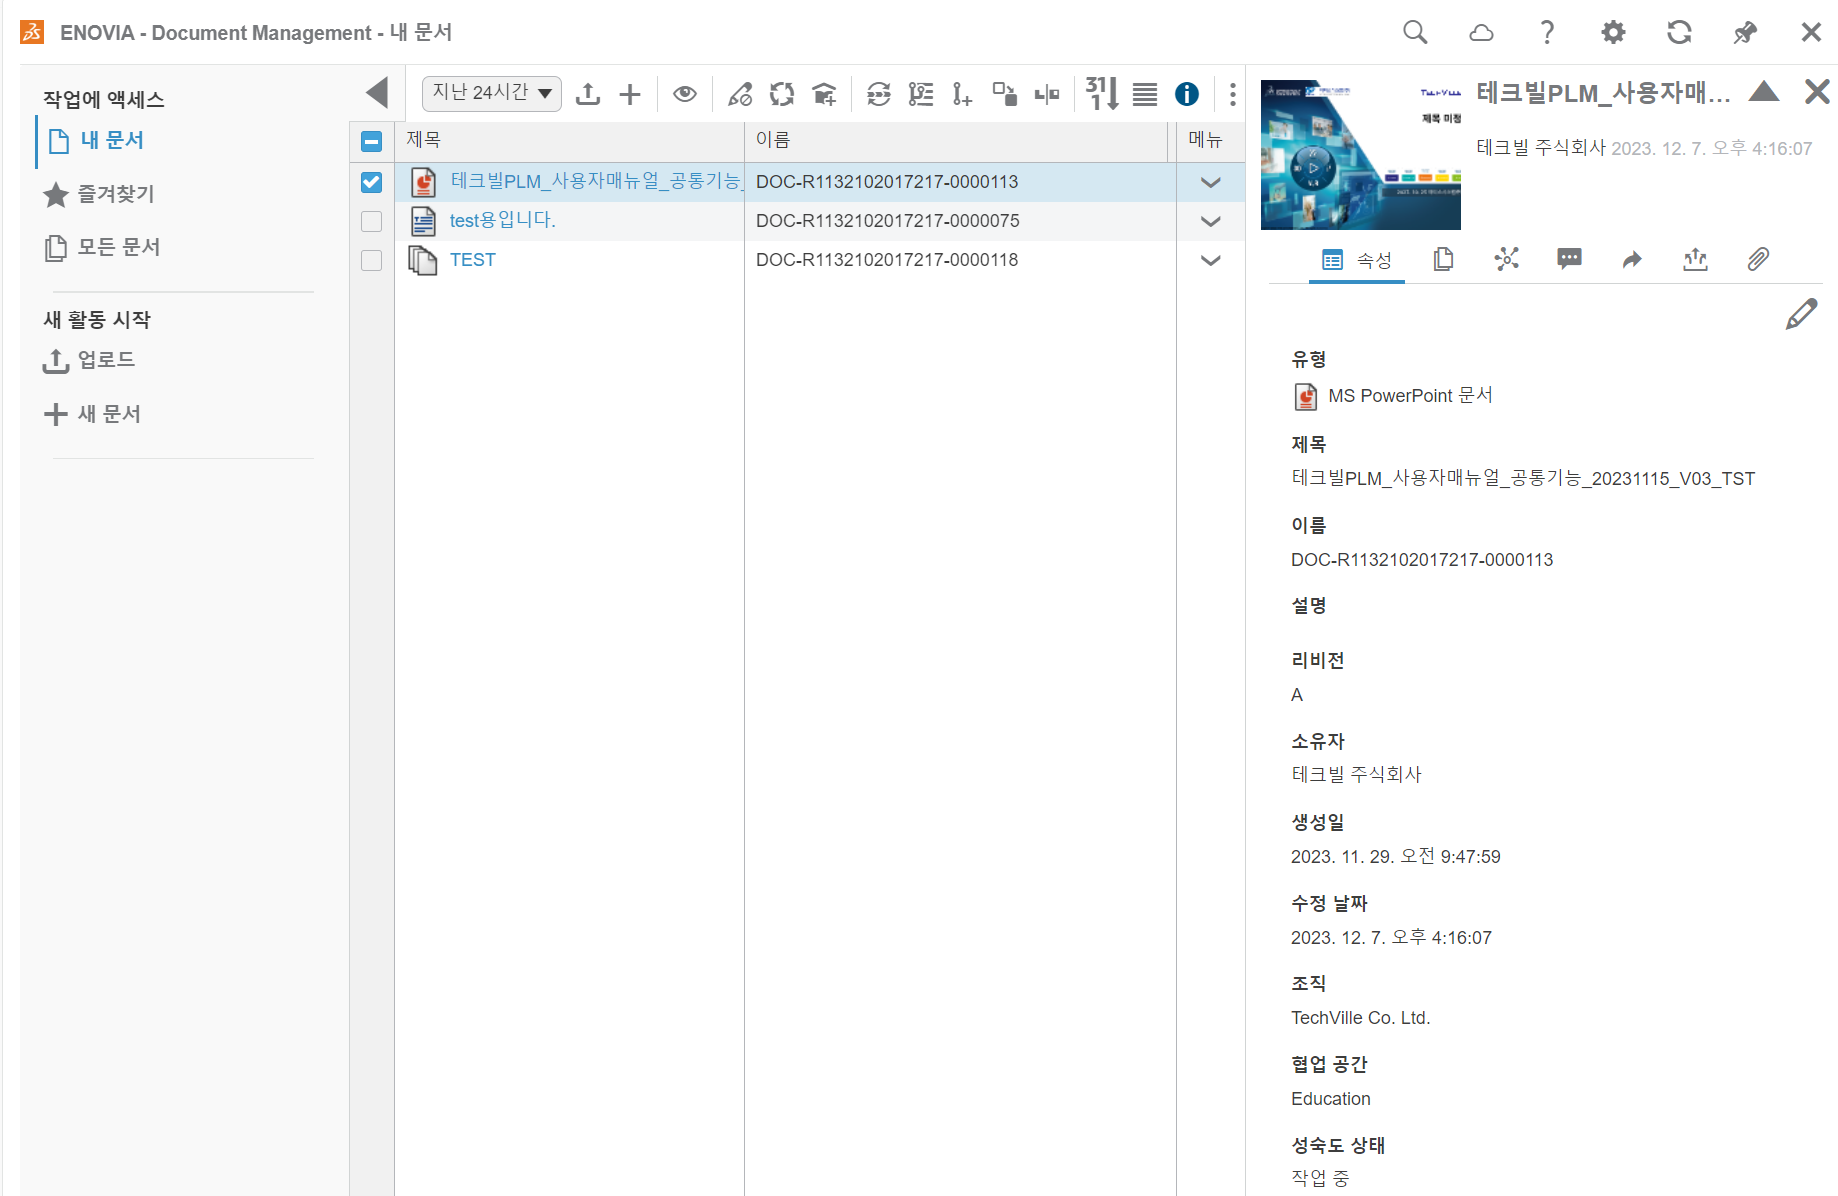 ENOVIA - Document Management - 내 문서
작업에 액세스
내 문서
즐겨찾기
모든 문서
새 활동 시작
업로드
새 문서
지난 24시간
제목
이름
메뉴
테크빌PLM_사용자매뉴얼_공통기능_
DOC-R1132102017217-0000113
test용입니다.
DOC-R1132102017217-0000075
TEST
DOC-R1132102017217-0000118
제목 미정
테크빌PLM_사용자매...
테크빌 주식회사 2023. 12. 7. 오후 4:16:07
속성
유형
MS PowerPoint 문서
제목
테크빌PLM_사용자매뉴얼_공통기능_20231115_V03_TST
이름
DOC-R1132102017217-0000113
설명
리비전
A
소유자
테크빌 주식회사
생성일
2023. 11. 29. 오전 9:47:59
수정 날짜
2023. 12. 7. 오후 4:16:07
조직
TechVille Co. Ltd.
협업 공간
Education
성숙도 상태
작업 중